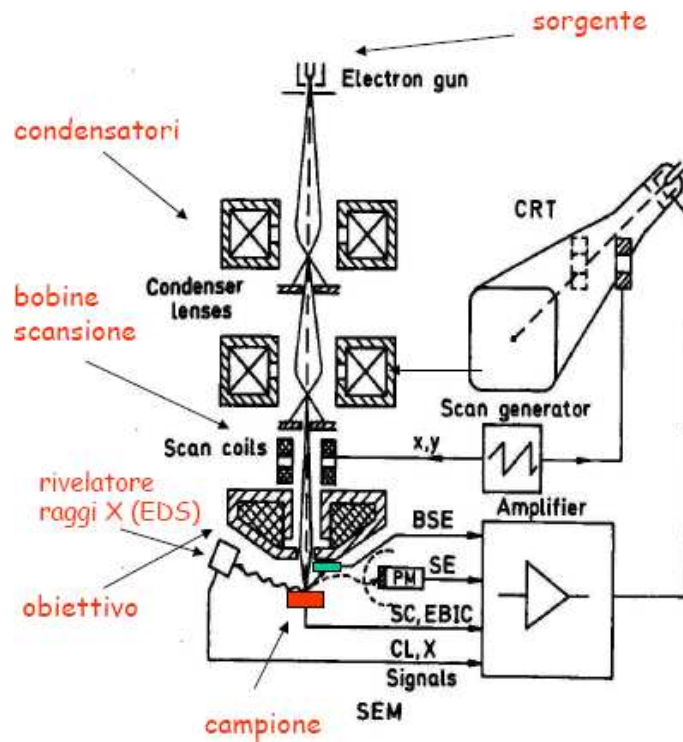 sorgente
Electron gun
condensatori
CRT
Condenser
lenses
bobine
scansione
Scan generator
Scan coils
x,y
rivelatore
raggi X (EDS)
Amplifier
BSE
SE
PM
obiettivo
SC, EBIC
CL, X
Signals
campione
SEM